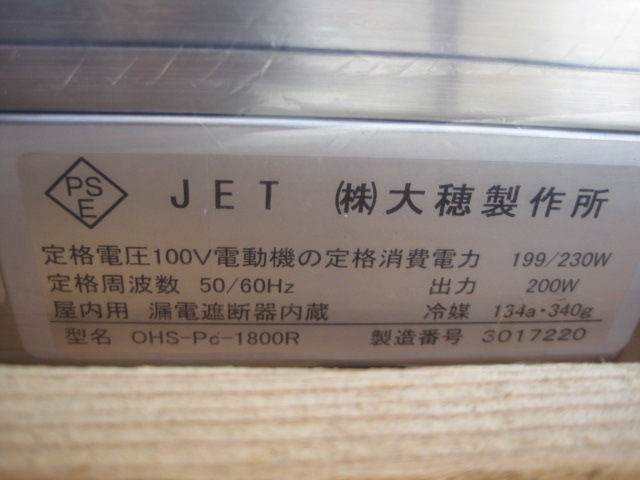 PS
E
JET ㈱大穂製作所
定格電圧100V電動機の定格消費電力 199/230W
定格周波数 50/60Hz 出力 200W
屋内用 漏電遮断器内蔵 冷媒 134a・340g
型名 OHS-Pc-1800R 製造番号 3017220